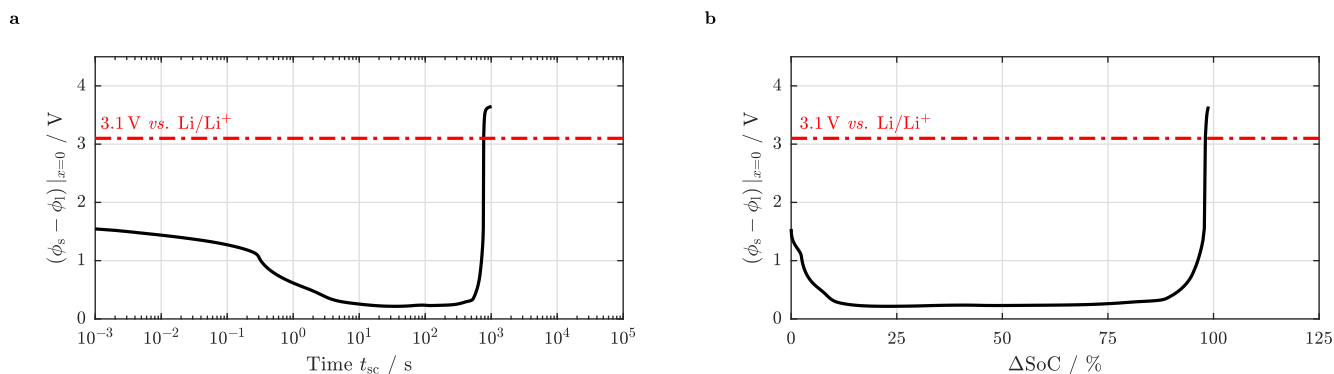 a
b
4
3
2
1
0
(ϕs − ϕl) |x=0 / V
3.1 V vs. Li/Li⁺
10⁻³ 10⁻² 10⁻¹ 10⁰ 10¹ 10² 10³ 10⁴ 10⁵
Time tsc / s
4
3
2
1
0
(ϕs − ϕl) |x=0 / V
3.1 V vs. Li/Li⁺
0 25 50 75 100 125
ΔSoC / %